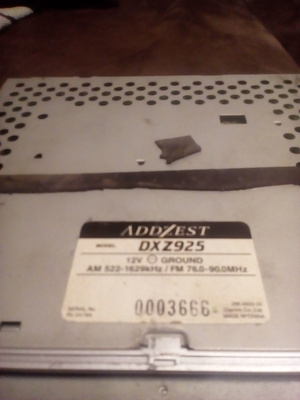 ADDZEST
MODEL DXZ925
12V ⊖ GROUND
AM 522-1629kHz / FM 76.0-90.0MHz
0003666